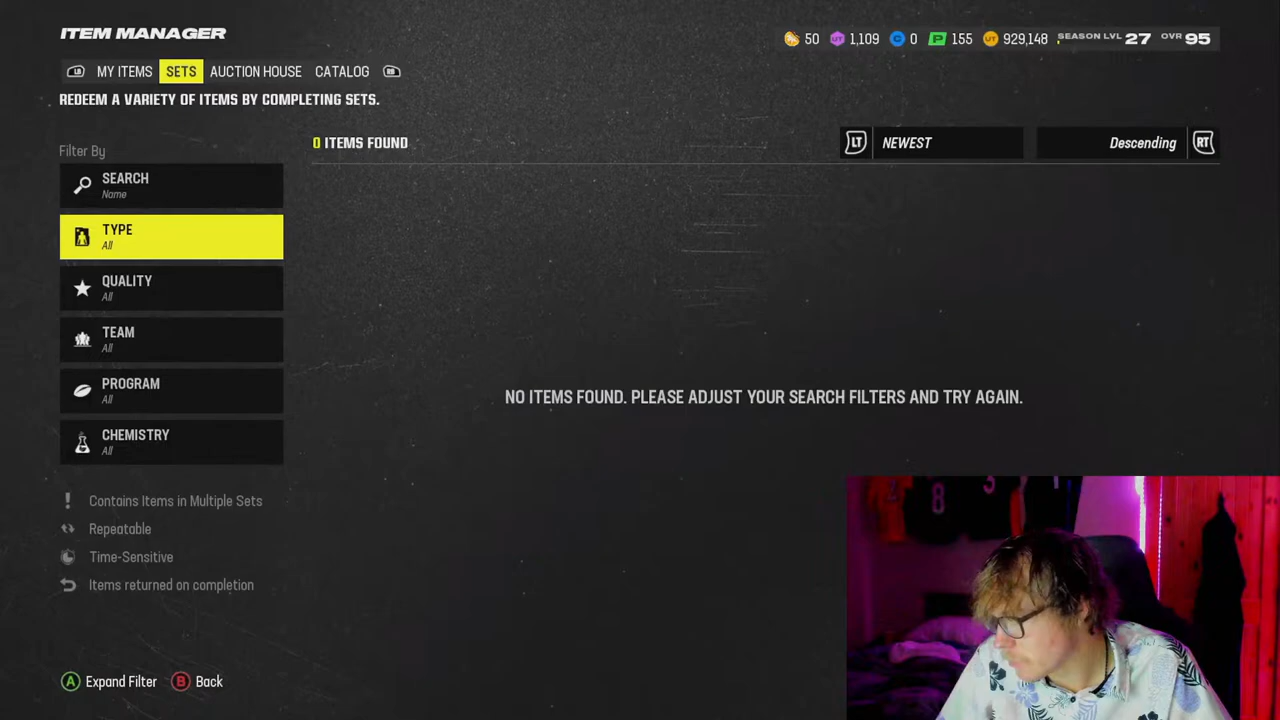 ITEM MANAGER
50 1,109 0 155 929,148 SEASON LVL 27 OVR 95
MY ITEMS SETS AUCTION HOUSE CATALOG
REDEEM A VARIETY OF ITEMS BY COMPLETING SETS.
Filter By
0 ITEMS FOUND
LT NEWEST
Descending RT
SEARCH
Name
TYPE
All
QUALITY
All
TEAM
All
PROGRAM
All
CHEMISTRY
All
NO ITEMS FOUND. PLEASE ADJUST YOUR SEARCH FILTERS AND TRY AGAIN.
Contains Items in Multiple Sets
Repeatable
Time-Sensitive
Items returned on completion
A Expand Filter B Back
8